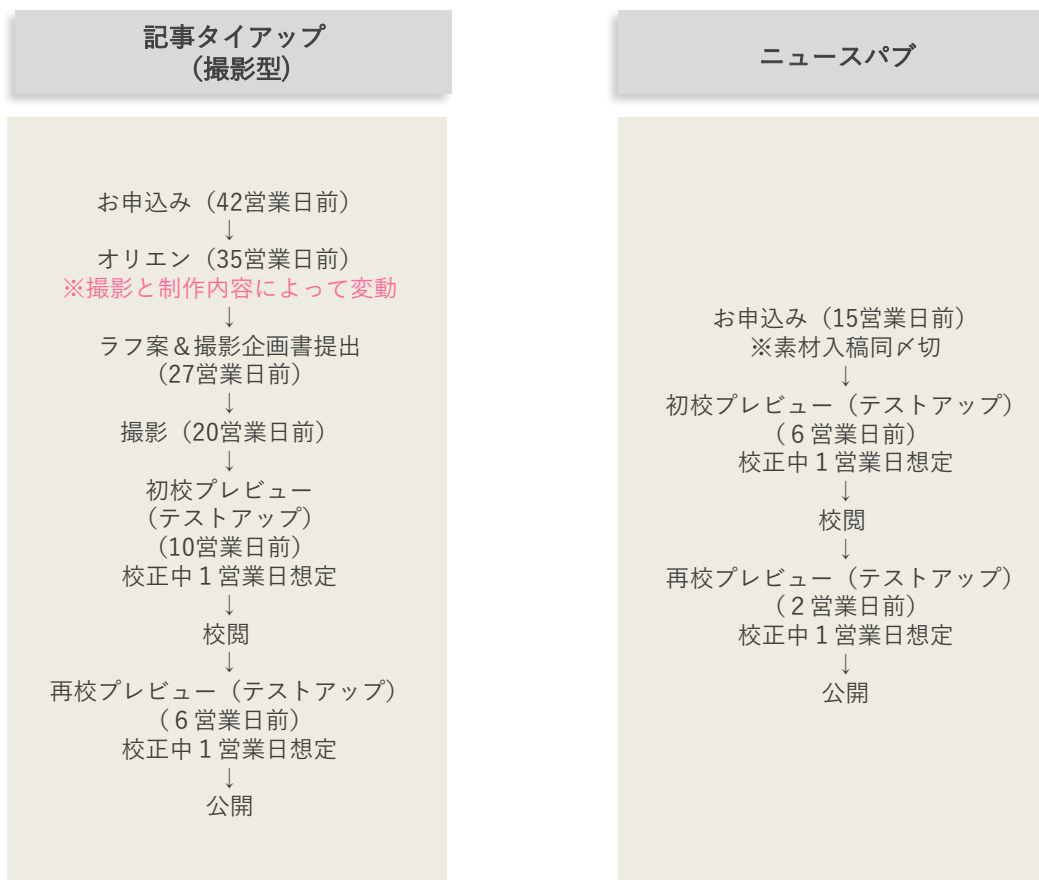 記事タイアップ
(撮影型)
お申込み（42営業日前）
↓
オリエン（35営業日前）
※撮影と制作内容によって変動
↓
ラフ案＆撮影企画書提出
（27営業日前）
↓
撮影（20営業日前）
↓
初校プレビュー
（テストアップ）
（10営業日前）
校正中１営業日想定
↓
校閲
↓
再校プレビュー（テストアップ）
（６営業日前）
校正中１営業日想定
↓
公開
ニュースパブ
お申込み（15営業日前）
※素材入稿同〆切
↓
初校プレビュー（テストアップ）
（６営業日前）
校正中１営業日想定
↓
校閲
↓
再校プレビュー（テストアップ）
（２営業日前）
校正中１営業日想定
↓
公開